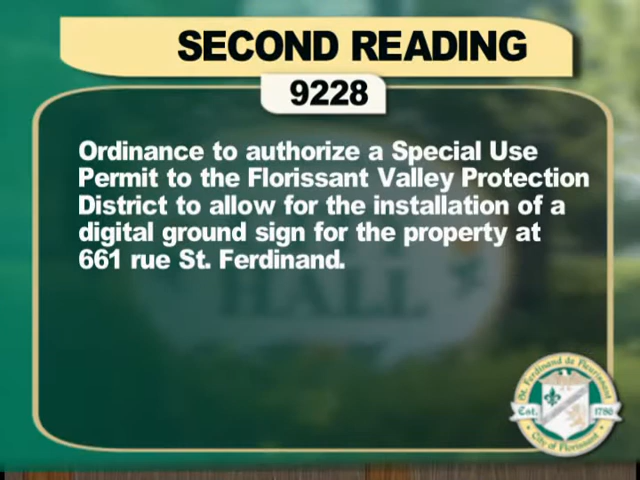 SECOND READING
9228
Ordinance to authorize a Special Use
Permit to the Florissant Valley Protection
District to allow for the installation of a
digital ground sign for the property at
661 rue St. Ferdinand.
HALL
St. Ferdinand de Fleurissant
Est. 1786
City of Florissant